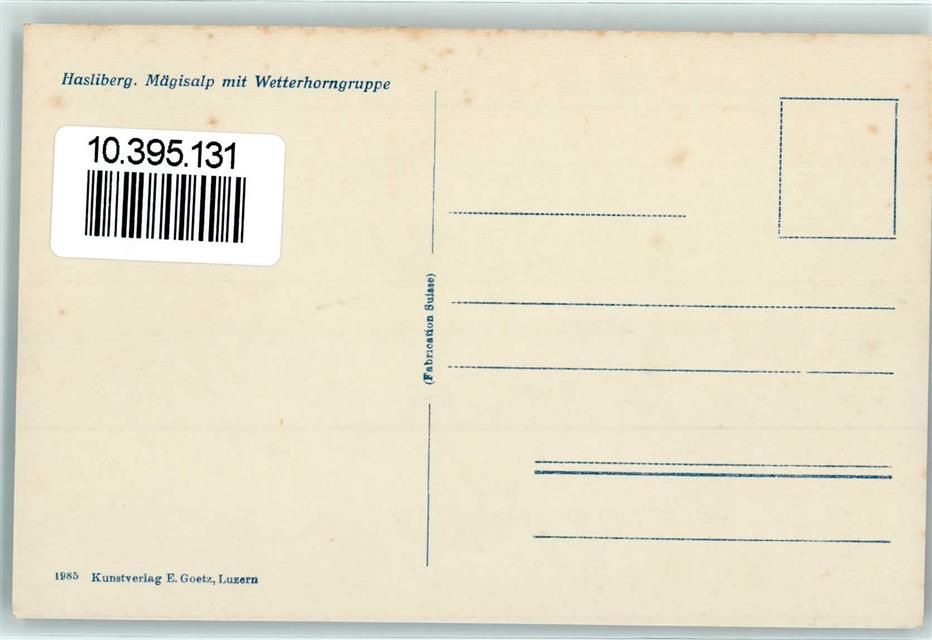 Hasliberg. Mägisalp mit Wetterhorngruppe
10.395.131
(Fabrication Suisse)
1985 Kunstverlag E. Goetz, Luzern